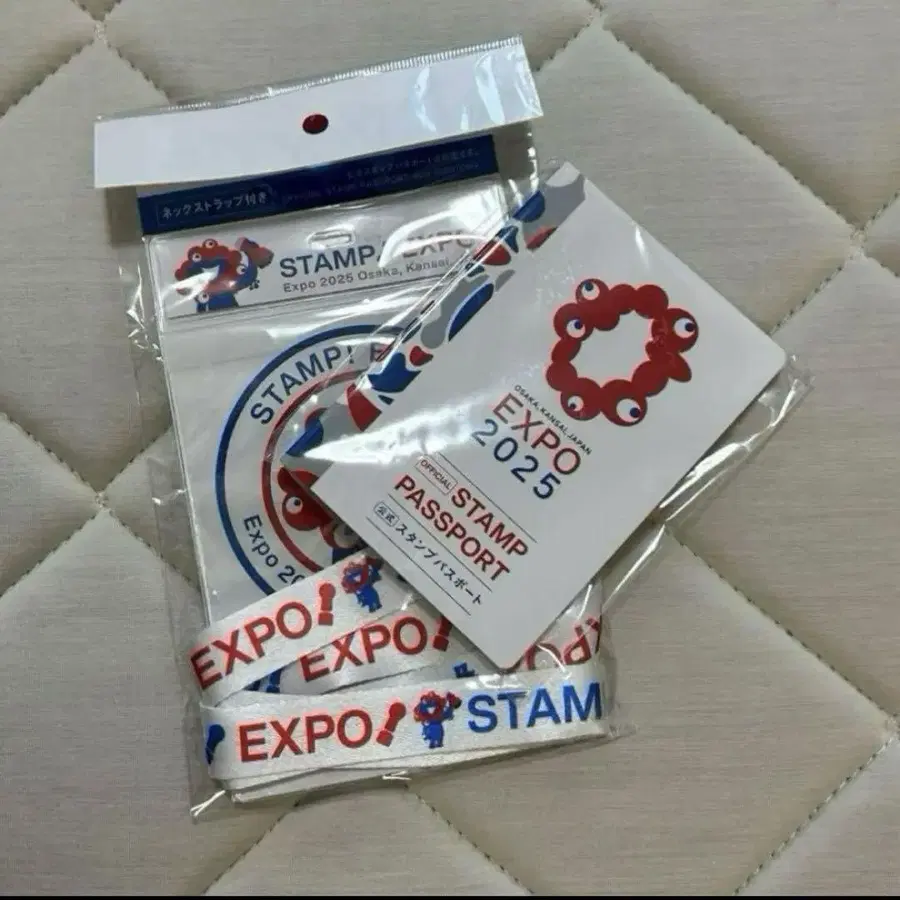 ネックストラップ付き
STAMP! EXPO
Expo 2025 Osaka, Kansai,
STAMP! E
Expo 20
OSAKA, KANSAI, JAPAN
EXPO
2025
OFFICIAL STAMP
PASSPORT
公式 スタンプパスポート
EXPO!
EXPO!
EXPO! STAM